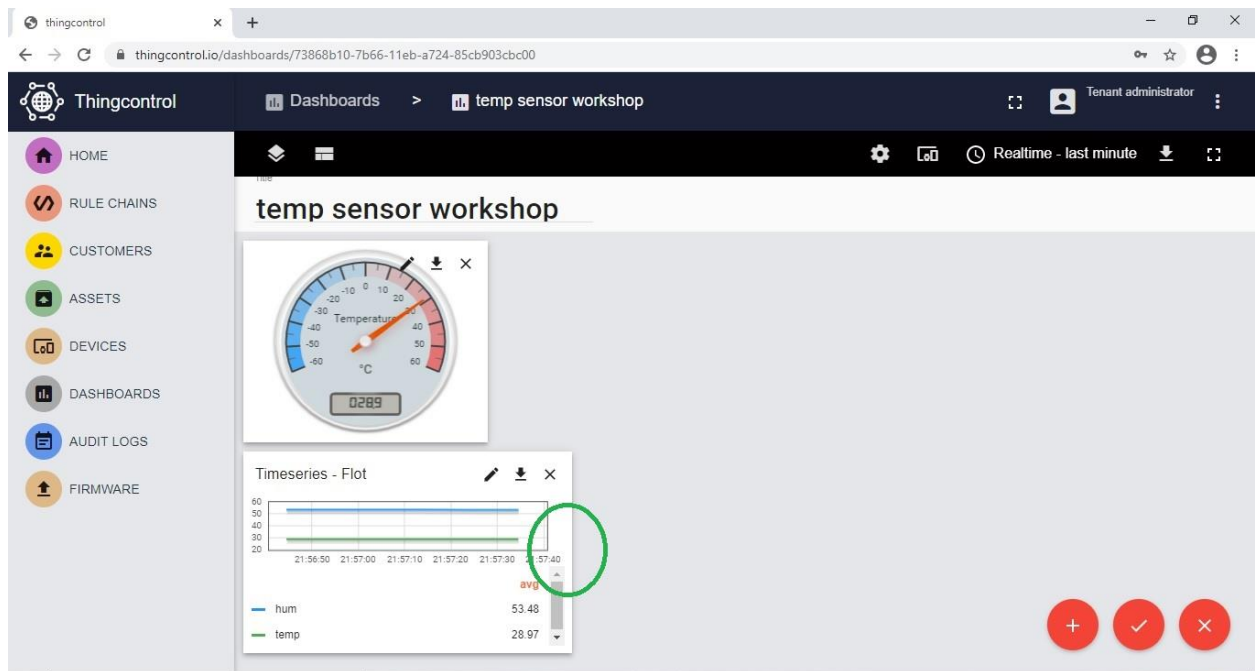 thingcontrol
thingcontrol.io/dashboards/73868b10-7b66-11eb-a724-85cb903cbc00
Thingcontrol
Dashboards > temp sensor workshop
Tenant administrator
HOME
RULE CHAINS
CUSTOMERS
ASSETS
DEVICES
DASHBOARDS
AUDIT LOGS
FIRMWARE
Realtime - last minute
Title
temp sensor workshop
-60 -50 -40 -30 -20 -10 0 10 20 30 40 50 60
Temperature
°C
028.9
Timeseries - Flot
60
50
40
30
20
21:56:50 21:57:00 21:57:10 21:57:20 21:57:30 21:57:40
avg
hum 53.48
temp 28.97